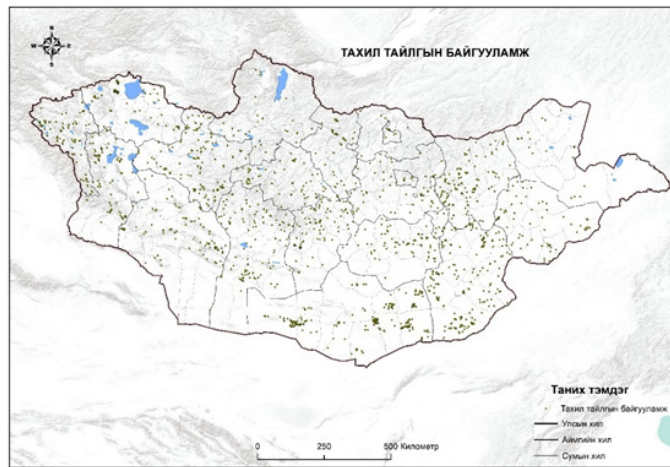 ТАХИЛ ТАЙЛГЫН БАЙГУУЛАМЖ
N
W E
S
Таних тэмдэг
Тахил тайлгын байгууламж
Улсын хил
Аймгийн хил
Сумын хил
0 250 500 Километр